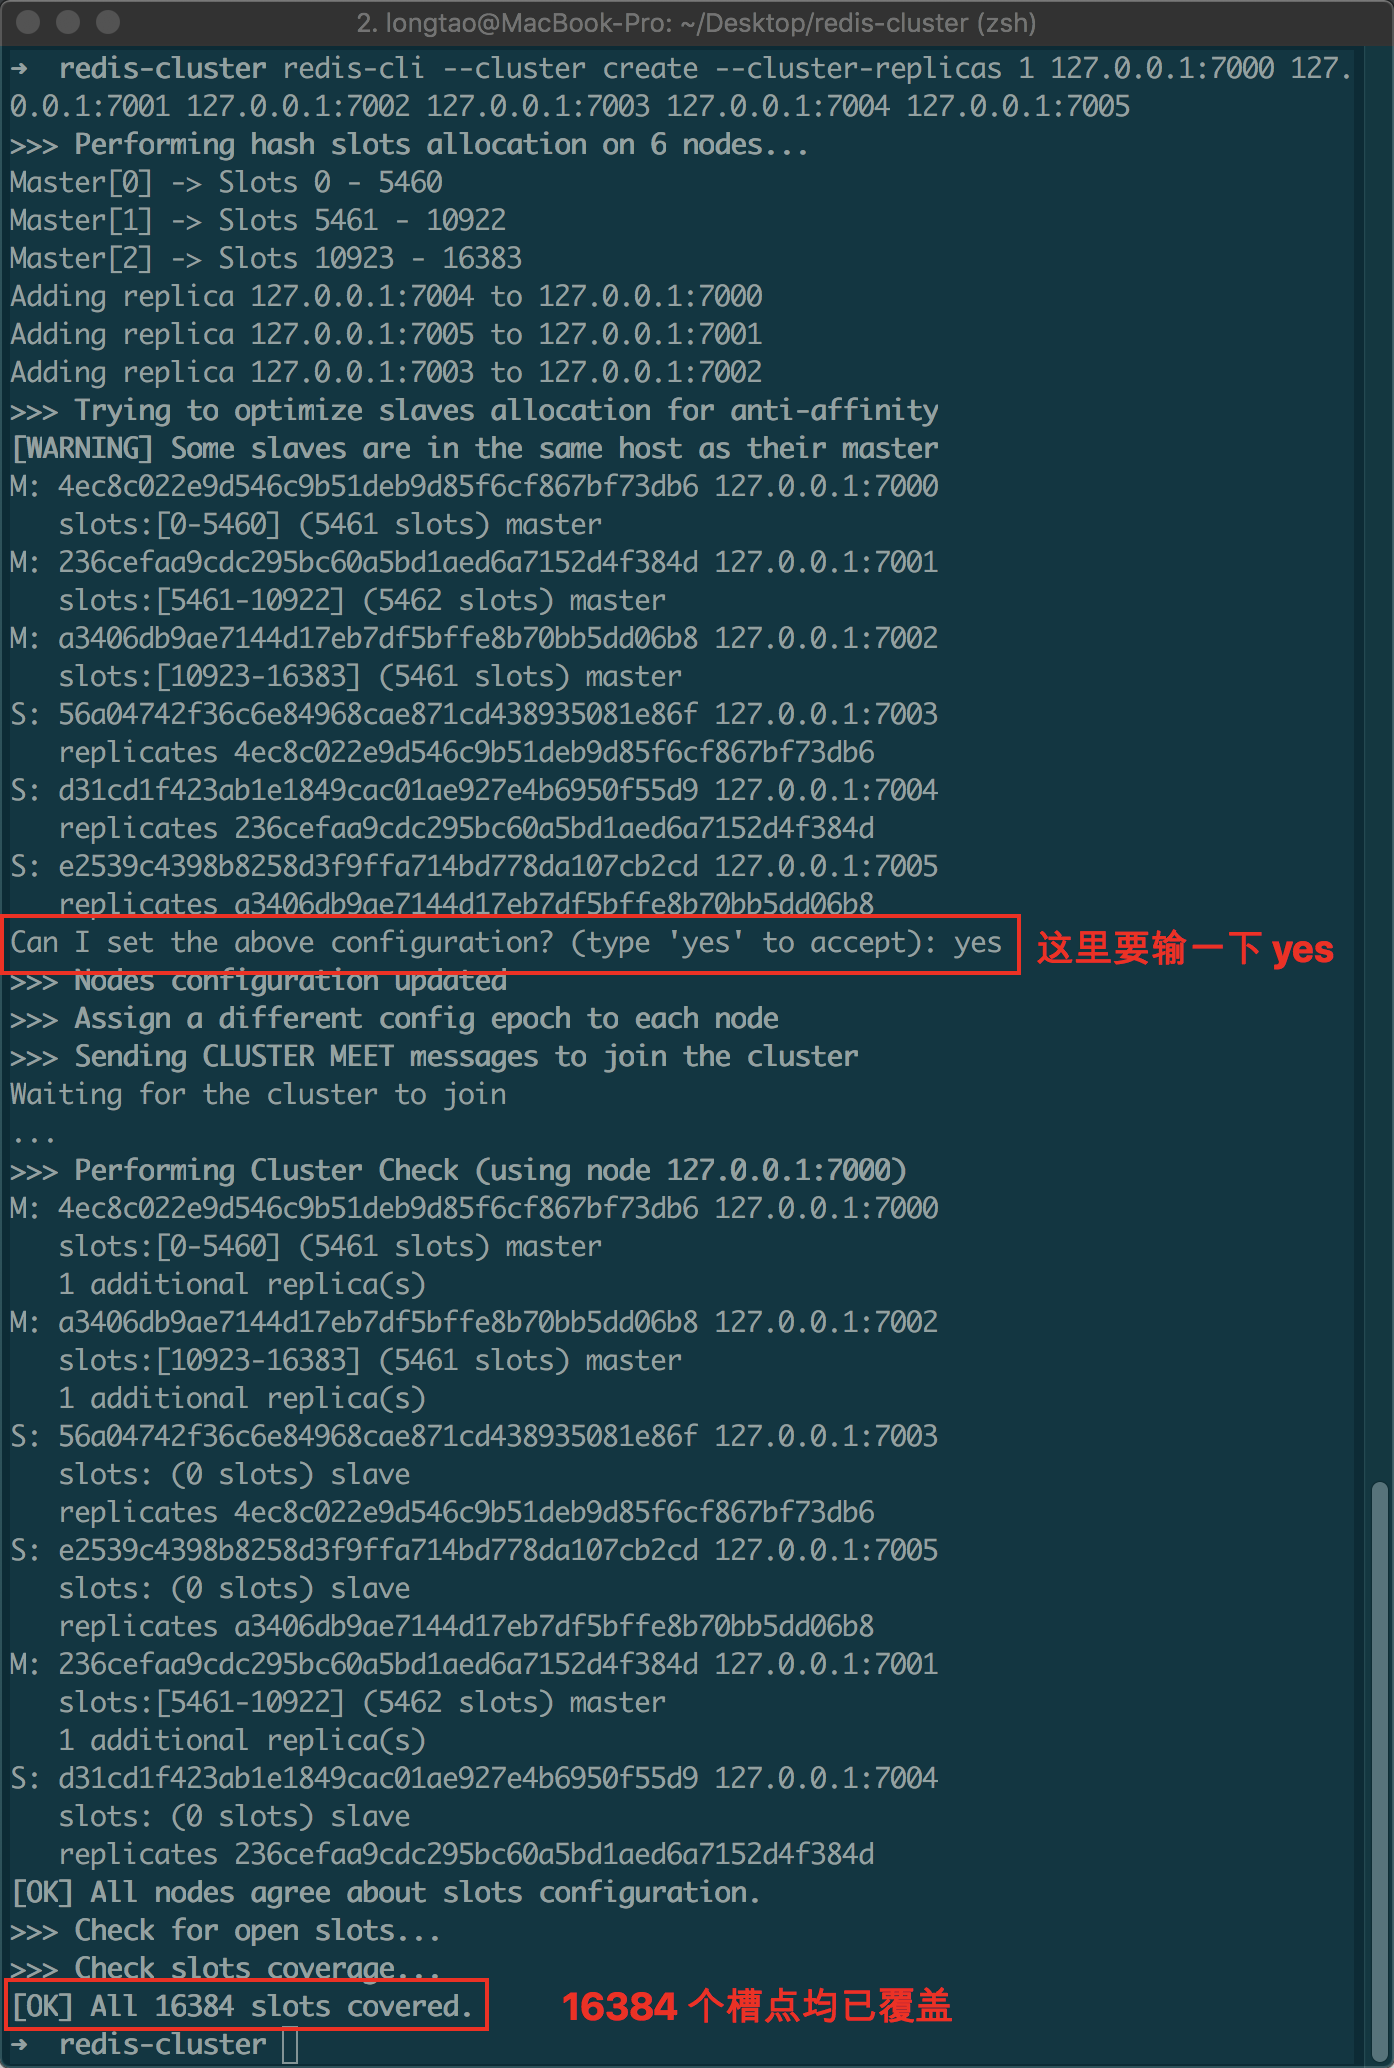 2. longtao@MacBook-Pro: ~/Desktop/redis-cluster (zsh)
➜  redis-cluster redis-cli --cluster create --cluster-replicas 1 127.0.0.1:7000 127.
0.0.1:7001 127.0.0.1:7002 127.0.0.1:7003 127.0.0.1:7004 127.0.0.1:7005
>>> Performing hash slots allocation on 6 nodes...
Master[0] -> Slots 0 - 5460
Master[1] -> Slots 5461 - 10922
Master[2] -> Slots 10923 - 16383
Adding replica 127.0.0.1:7004 to 127.0.0.1:7000
Adding replica 127.0.0.1:7005 to 127.0.0.1:7001
Adding replica 127.0.0.1:7003 to 127.0.0.1:7002
>>> Trying to optimize slaves allocation for anti-affinity
[WARNING] Some slaves are in the same host as their master
M: 4ec8c022e9d546c9b51deb9d85f6cf867bf73db6 127.0.0.1:7000
   slots:[0-5460] (5461 slots) master
M: 236cefaa9cdc295bc60a5bd1aed6a7152d4f384d 127.0.0.1:7001
   slots:[5461-10922] (5462 slots) master
M: a3406db9ae7144d17eb7df5bffe8b70bb5dd06b8 127.0.0.1:7002
   slots:[10923-16383] (5461 slots) master
S: 56a04742f36c6e84968cae871cd438935081e86f 127.0.0.1:7003
   replicates 4ec8c022e9d546c9b51deb9d85f6cf867bf73db6
S: d31cd1f423ab1e1849cac01ae927e4b6950f55d9 127.0.0.1:7004
   replicates 236cefaa9cdc295bc60a5bd1aed6a7152d4f384d
S: e2539c4398b8258d3f9ffa714bd778da107cb2cd 127.0.0.1:7005
   replicates a3406db9ae7144d17eb7df5bffe8b70bb5dd06b8
Can I set the above configuration? (type 'yes' to accept): yes 这里要输一下 yes
>>> Nodes configuration updated
>>> Assign a different config epoch to each node
>>> Sending CLUSTER MEET messages to join the cluster
Waiting for the cluster to join
...
>>> Performing Cluster Check (using node 127.0.0.1:7000)
M: 4ec8c022e9d546c9b51deb9d85f6cf867bf73db6 127.0.0.1:7000
   slots:[0-5460] (5461 slots) master
   1 additional replica(s)
M: a3406db9ae7144d17eb7df5bffe8b70bb5dd06b8 127.0.0.1:7002
   slots:[10923-16383] (5461 slots) master
   1 additional replica(s)
S: 56a04742f36c6e84968cae871cd438935081e86f 127.0.0.1:7003
   slots: (0 slots) slave
   replicates 4ec8c022e9d546c9b51deb9d85f6cf867bf73db6
S: e2539c4398b8258d3f9ffa714bd778da107cb2cd 127.0.0.1:7005
   slots: (0 slots) slave
   replicates a3406db9ae7144d17eb7df5bffe8b70bb5dd06b8
M: 236cefaa9cdc295bc60a5bd1aed6a7152d4f384d 127.0.0.1:7001
   slots:[5461-10922] (5462 slots) master
   1 additional replica(s)
S: d31cd1f423ab1e1849cac01ae927e4b6950f55d9 127.0.0.1:7004
   slots: (0 slots) slave
   replicates 236cefaa9cdc295bc60a5bd1aed6a7152d4f384d
[OK] All nodes agree about slots configuration.
>>> Check for open slots...
>>> Check slots coverage...
[OK] All 16384 slots covered. 16384 个槽点均已覆盖
➜  redis-cluster